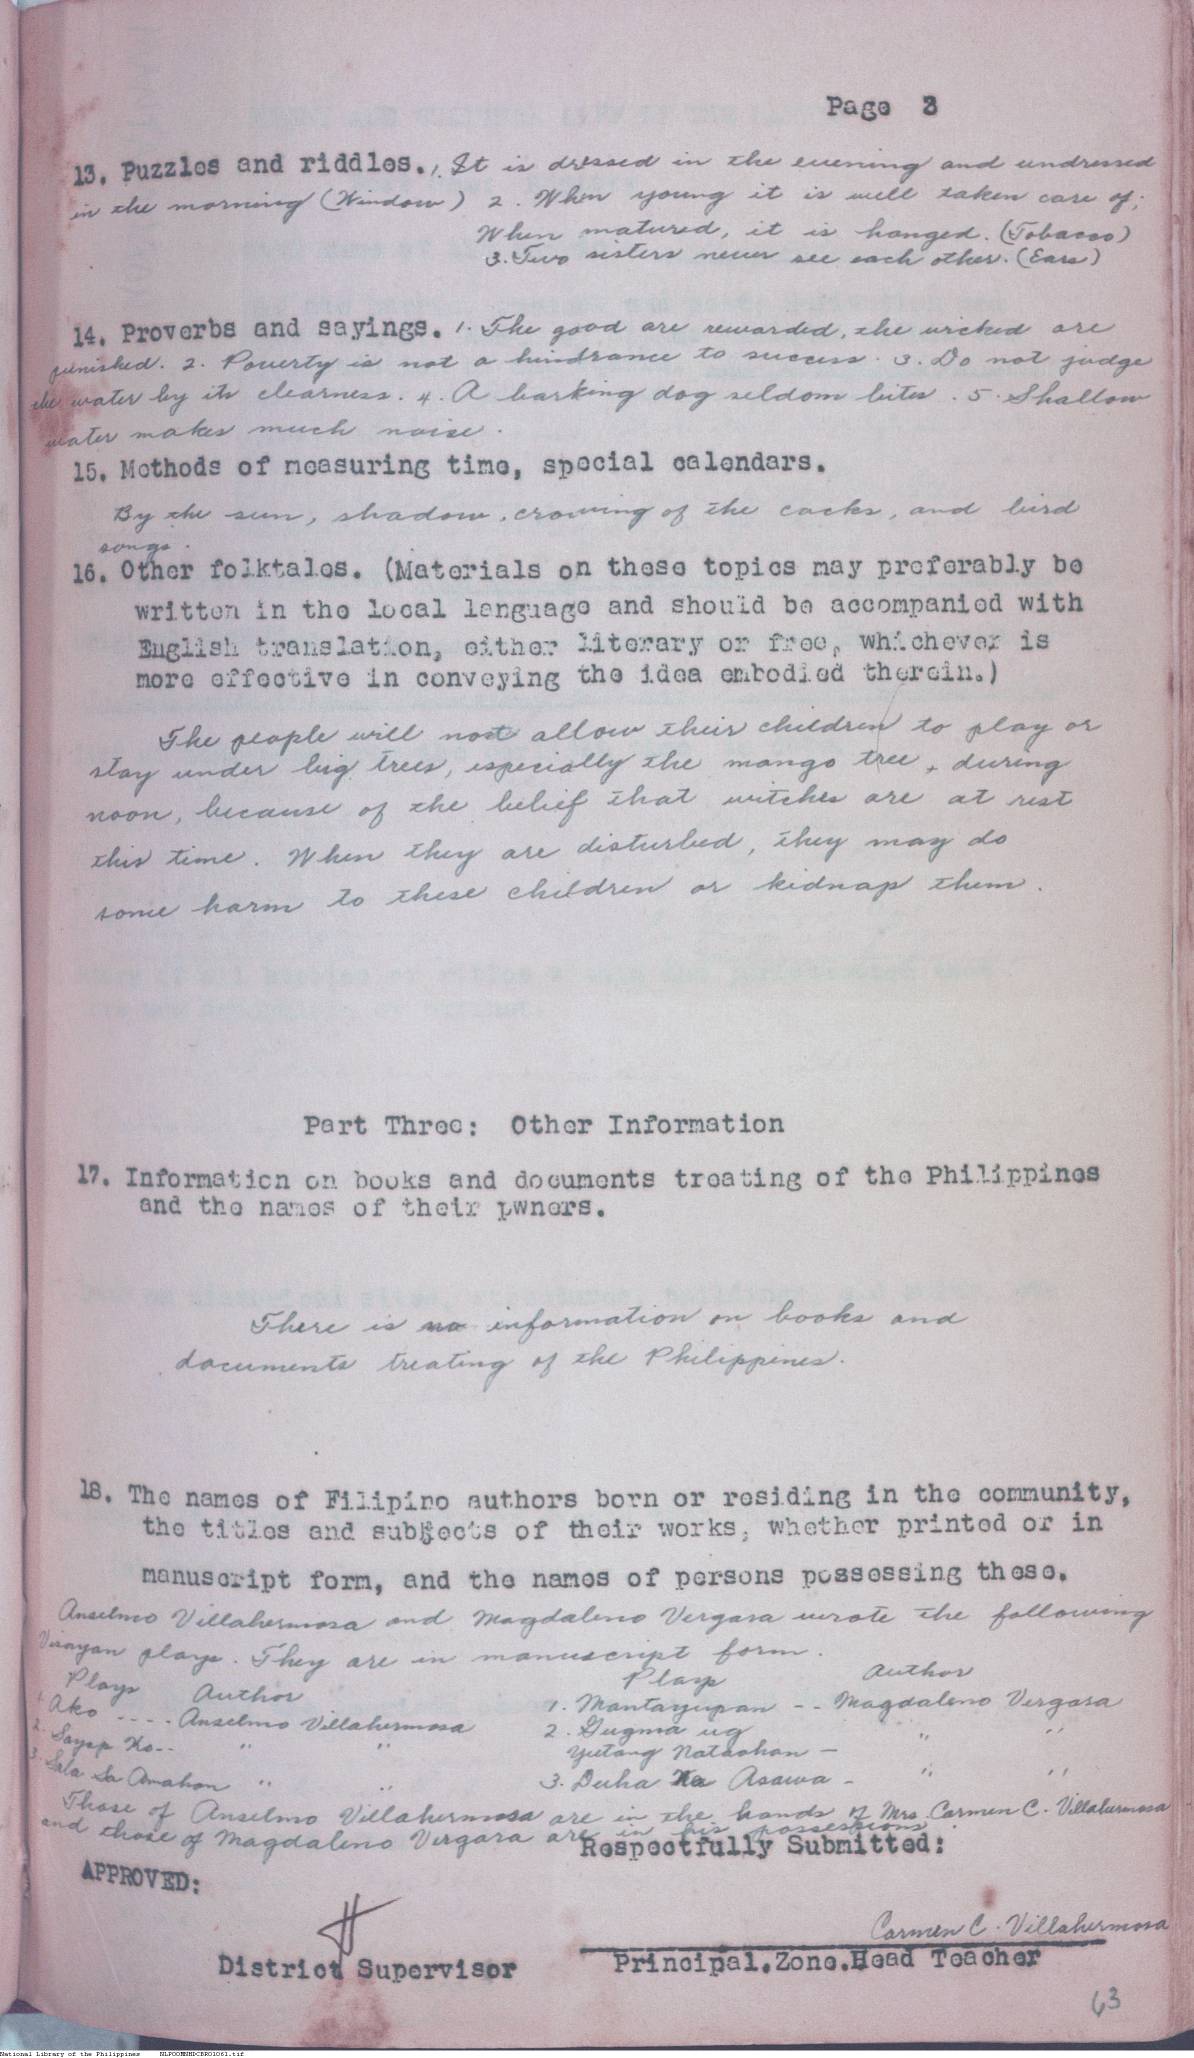 Page 3
13. Puzzles and riddles. 1. It is dressed in the evening and undressed
in the morning (Window) 2. When young it is well taken care of;
When matured, it is hanged. (Tobacco)
3. Two sisters never see each other. (Ears)
14. Proverbs and sayings. 1. The good are rewarded, the wicked are
punished. 2. Poverty is not a hindrance to success. 3. Do not judge
the water by its clearness. 4. A barking dog seldom bites. 5. Shallow
water makes much noise.
15. Methods of measuring time, special calendars.
By the sun, shadow, crowing of the cocks, and bird
songs.
16. Other folktales. (Materials on these topics may preferably be
written in the local language and should be accompanied with
English translation, either literary or free, whichever is
more effective in conveying the idea embodied therein.)
The people will not allow their children to play or
stay under big trees, especially the mango tree, during
noon, because of the belief that witches are at rest
this time. When they are disturbed, they may do
some harm to these children or kidnap them.
Part Three: Other Information
17. Information on books and documents treating of the Philippines
and the names of their pwners.
There is no information on books and
documents treating of the Philippines.
18. The names of Filipino authors born or residing in the community,
the titles and subjects of their works, whether printed or in
manuscript form, and the names of persons possessing these.
Anselmo Villahermosa and Magdaleno Vergara wrote the following
Visayan plays. They are in manuscript form.
Plays Author Plays Author
1. Ako ---- Anselmo Villahermosa 1. Mantayupan -- Magdaleno Vergara
2. Sayop Ko-- " " 2. Gugma ug " "
Yutang Natawhan -
3. Sala Sa Amahan " " 3. Duha Ka Asawa - " "
Those of Anselmo Villahermosa are in the hands of Mrs. Carmen C. Villahermosa
and those of Magdaleno Vergara are in his possessions.
Respectfully Submitted:
APPROVED:
Carmen C. Villahermosa
District Supervisor Principal.Zone.Head Teacher
63
National Library of the Philippines NLPOOMNHDCBR01061.tif